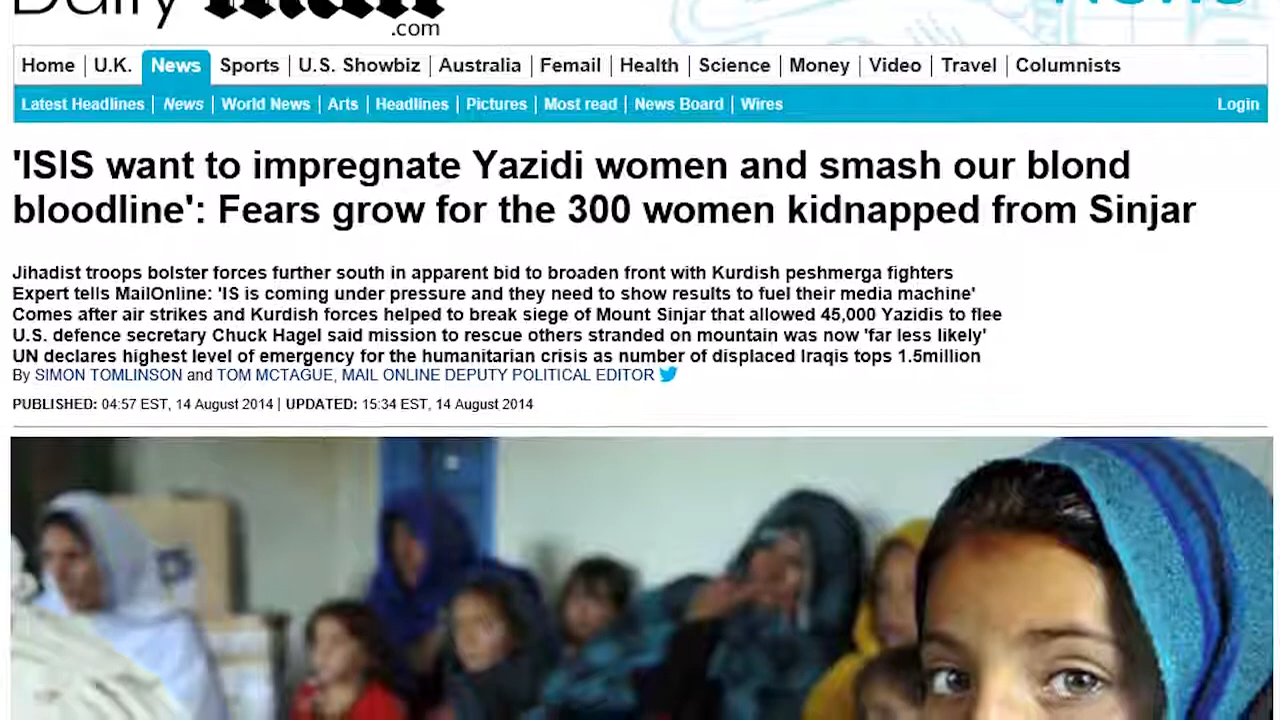 Daily Mail
.com
NEWS
Home U.K. News Sports U.S. Showbiz Australia Femail Health Science Money Video Travel Columnists
Latest Headlines News World News Arts Headlines Pictures Most read News Board Wires Login
'ISIS want to impregnate Yazidi women and smash our blond
bloodline': Fears grow for the 300 women kidnapped from Sinjar
Jihadist troops bolster forces further south in apparent bid to broaden front with Kurdish peshmerga fighters
Expert tells MailOnline: 'IS is coming under pressure and they need to show results to fuel their media machine'
Comes after air strikes and Kurdish forces helped to break siege of Mount Sinjar that allowed 45,000 Yazidis to flee
U.S. defence secretary Chuck Hagel said mission to rescue others stranded on mountain was now 'far less likely'
UN declares highest level of emergency for the humanitarian crisis as number of displaced Iraqis tops 1.5million
By SIMON TOMLINSON and TOM MCTAGUE, MAIL ONLINE DEPUTY POLITICAL EDITOR
PUBLISHED: 04:57 EST, 14 August 2014 | UPDATED: 15:34 EST, 14 August 2014